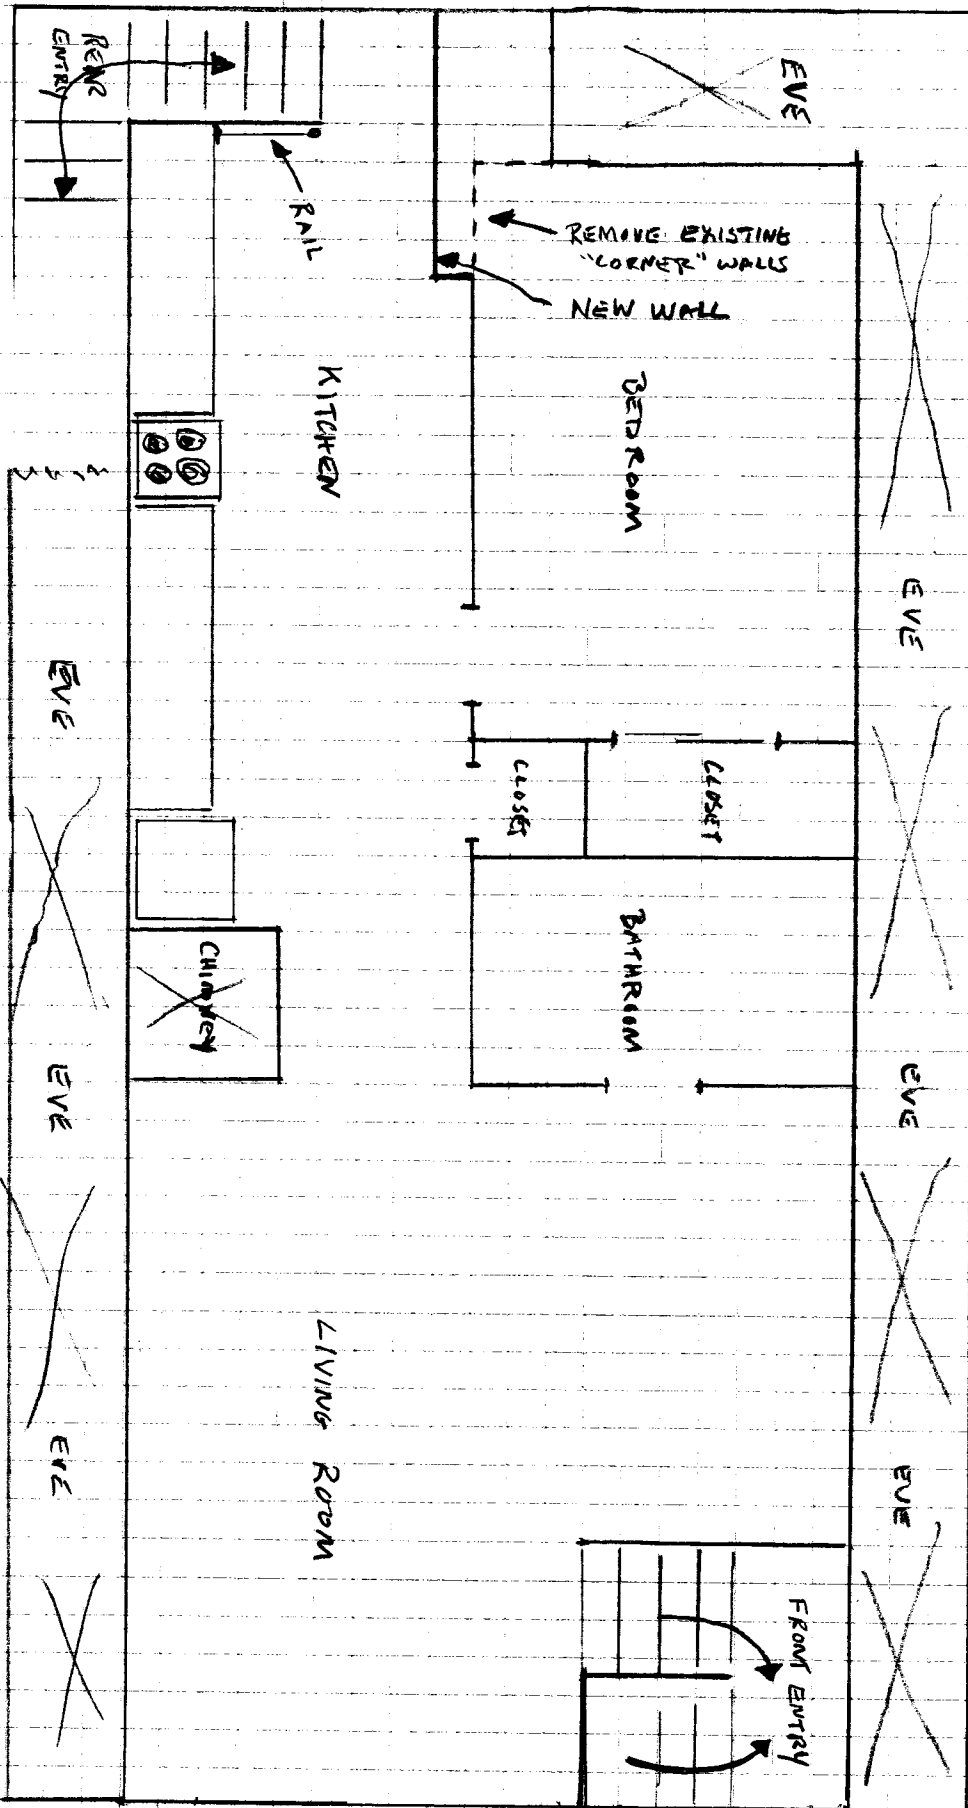 REAR
ENTRY
EVE
RAIL
REMOVE EXISTING
"CORNER" WALLS
NEW WALL
KITCHEN
BEDROOM
EVE
EVE
CLOSET
CLOSET
BATHROOM
CHIMNEY
EVE
EVE
LIVING ROOM
EVE
EVE
FRONT ENTRY